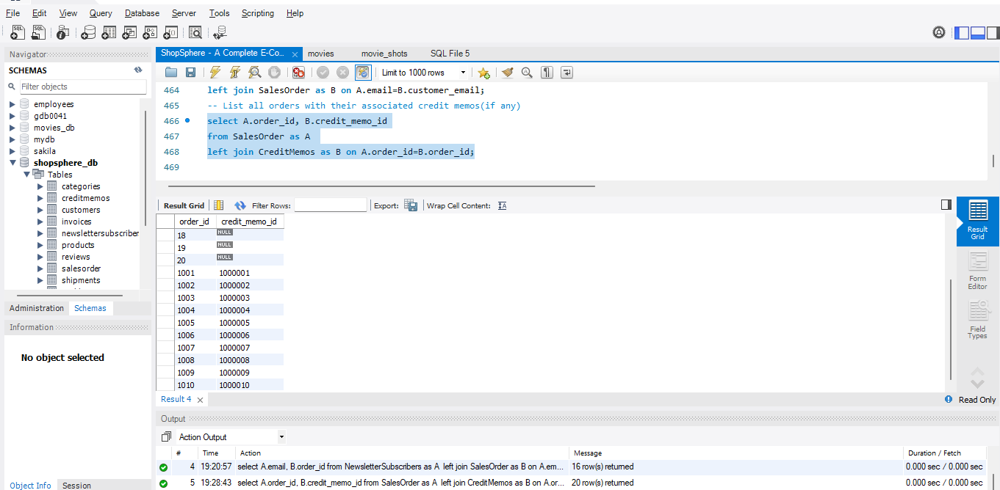 File Edit View Query Database Server Tools Scripting Help
Navigator
SCHEMAS
Filter objects
employees
gdb0041
movies_db
mydb
sakila
shopsphere_db
Tables
categories
creditmemos
customers
invoices
newslettersubscriber
products
reviews
salesorder
shipments
Administration Schemas
Information
No object selected
Object Info Session
ShopSphere - A Complete E-Co... movies movie_shots SQL File 5
Limit to 1000 rows
464 left join SalesOrder as B on A.email=B.customer_email;
465 -- List all orders with their associated credit memos(if any)
466 select A.order_id, B.credit_memo_id
467 from SalesOrder as A
468 left join CreditMemos as B on A.order_id=B.order_id;
469
Result Grid Filter Rows: Export: Wrap Cell Content:
order_id credit_memo_id
18 NULL
19 NULL
20 NULL
1001 1000001
1002 1000002
1003 1000003
1004 1000004
1005 1000005
1006 1000006
1007 1000007
1008 1000008
1009 1000009
1010 1000010
Result Grid
Form Editor
Field Types
Result 4 Read Only
Output
Action Output
# Time Action Message Duration / Fetch
4 19:20:57 select A.email, B.order_id from NewsletterSubscribers as A left join SalesOrder as B on A.em... 16 row(s) returned 0.000 sec / 0.000 sec
5 19:28:43 select A.order_id, B.credit_memo_id from SalesOrder as A left join CreditMemos as B on A.or... 20 row(s) returned 0.000 sec / 0.000 sec